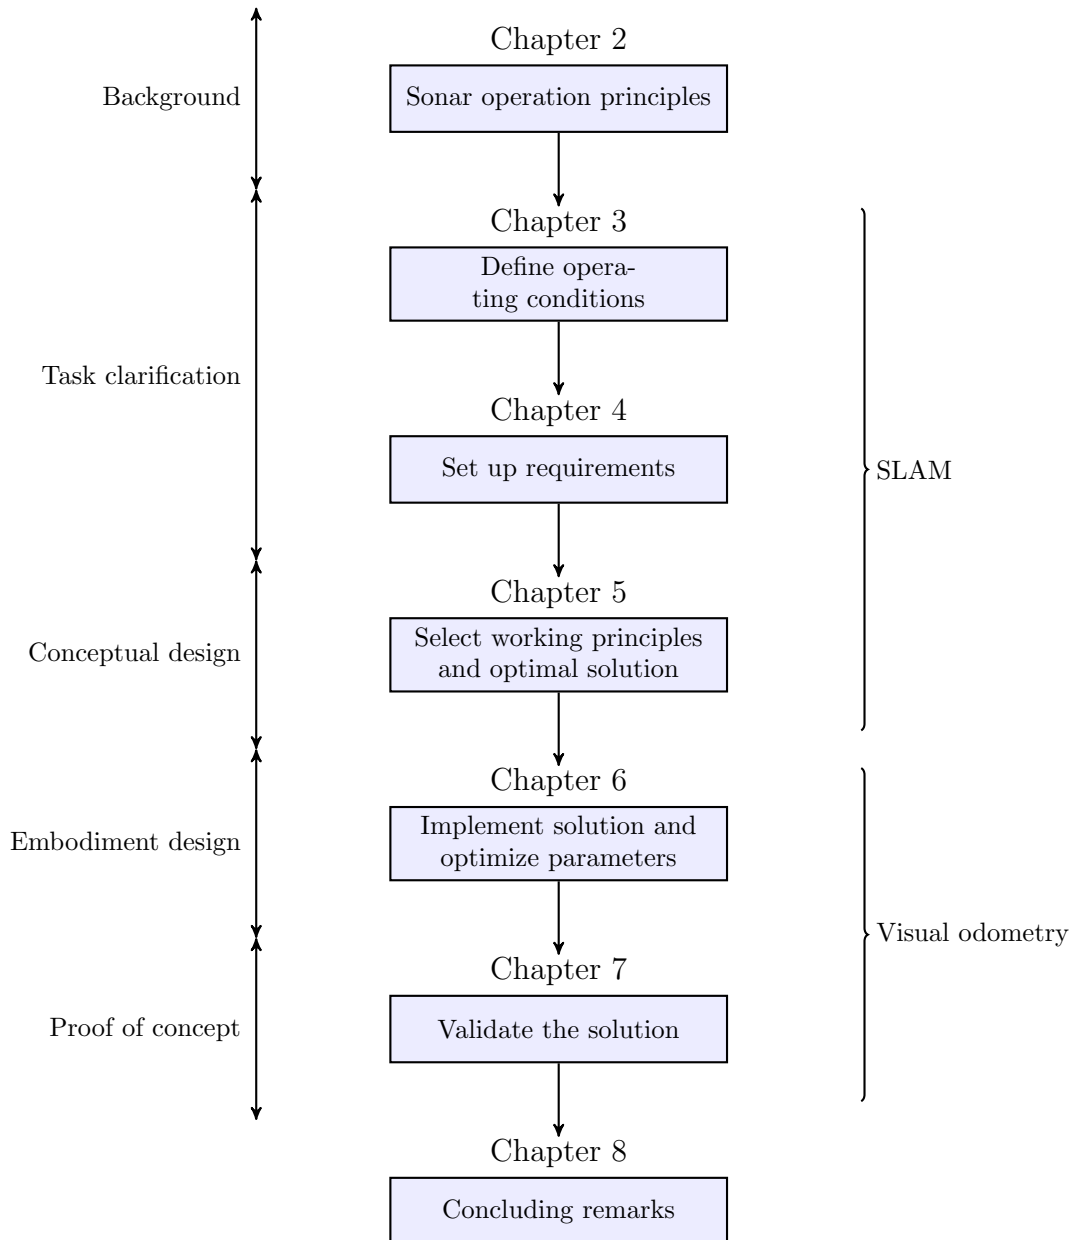 Chapter 2
Background
Sonar operation principles
Chapter 3
Define opera-
ting conditions
Task clarification
Chapter 4
Set up requirements
SLAM
Chapter 5
Conceptual design
Select working principles
and optimal solution
Chapter 6
Embodiment design
Implement solution and
optimize parameters
Visual odometry
Chapter 7
Proof of concept
Validate the solution
Chapter 8
Concluding remarks